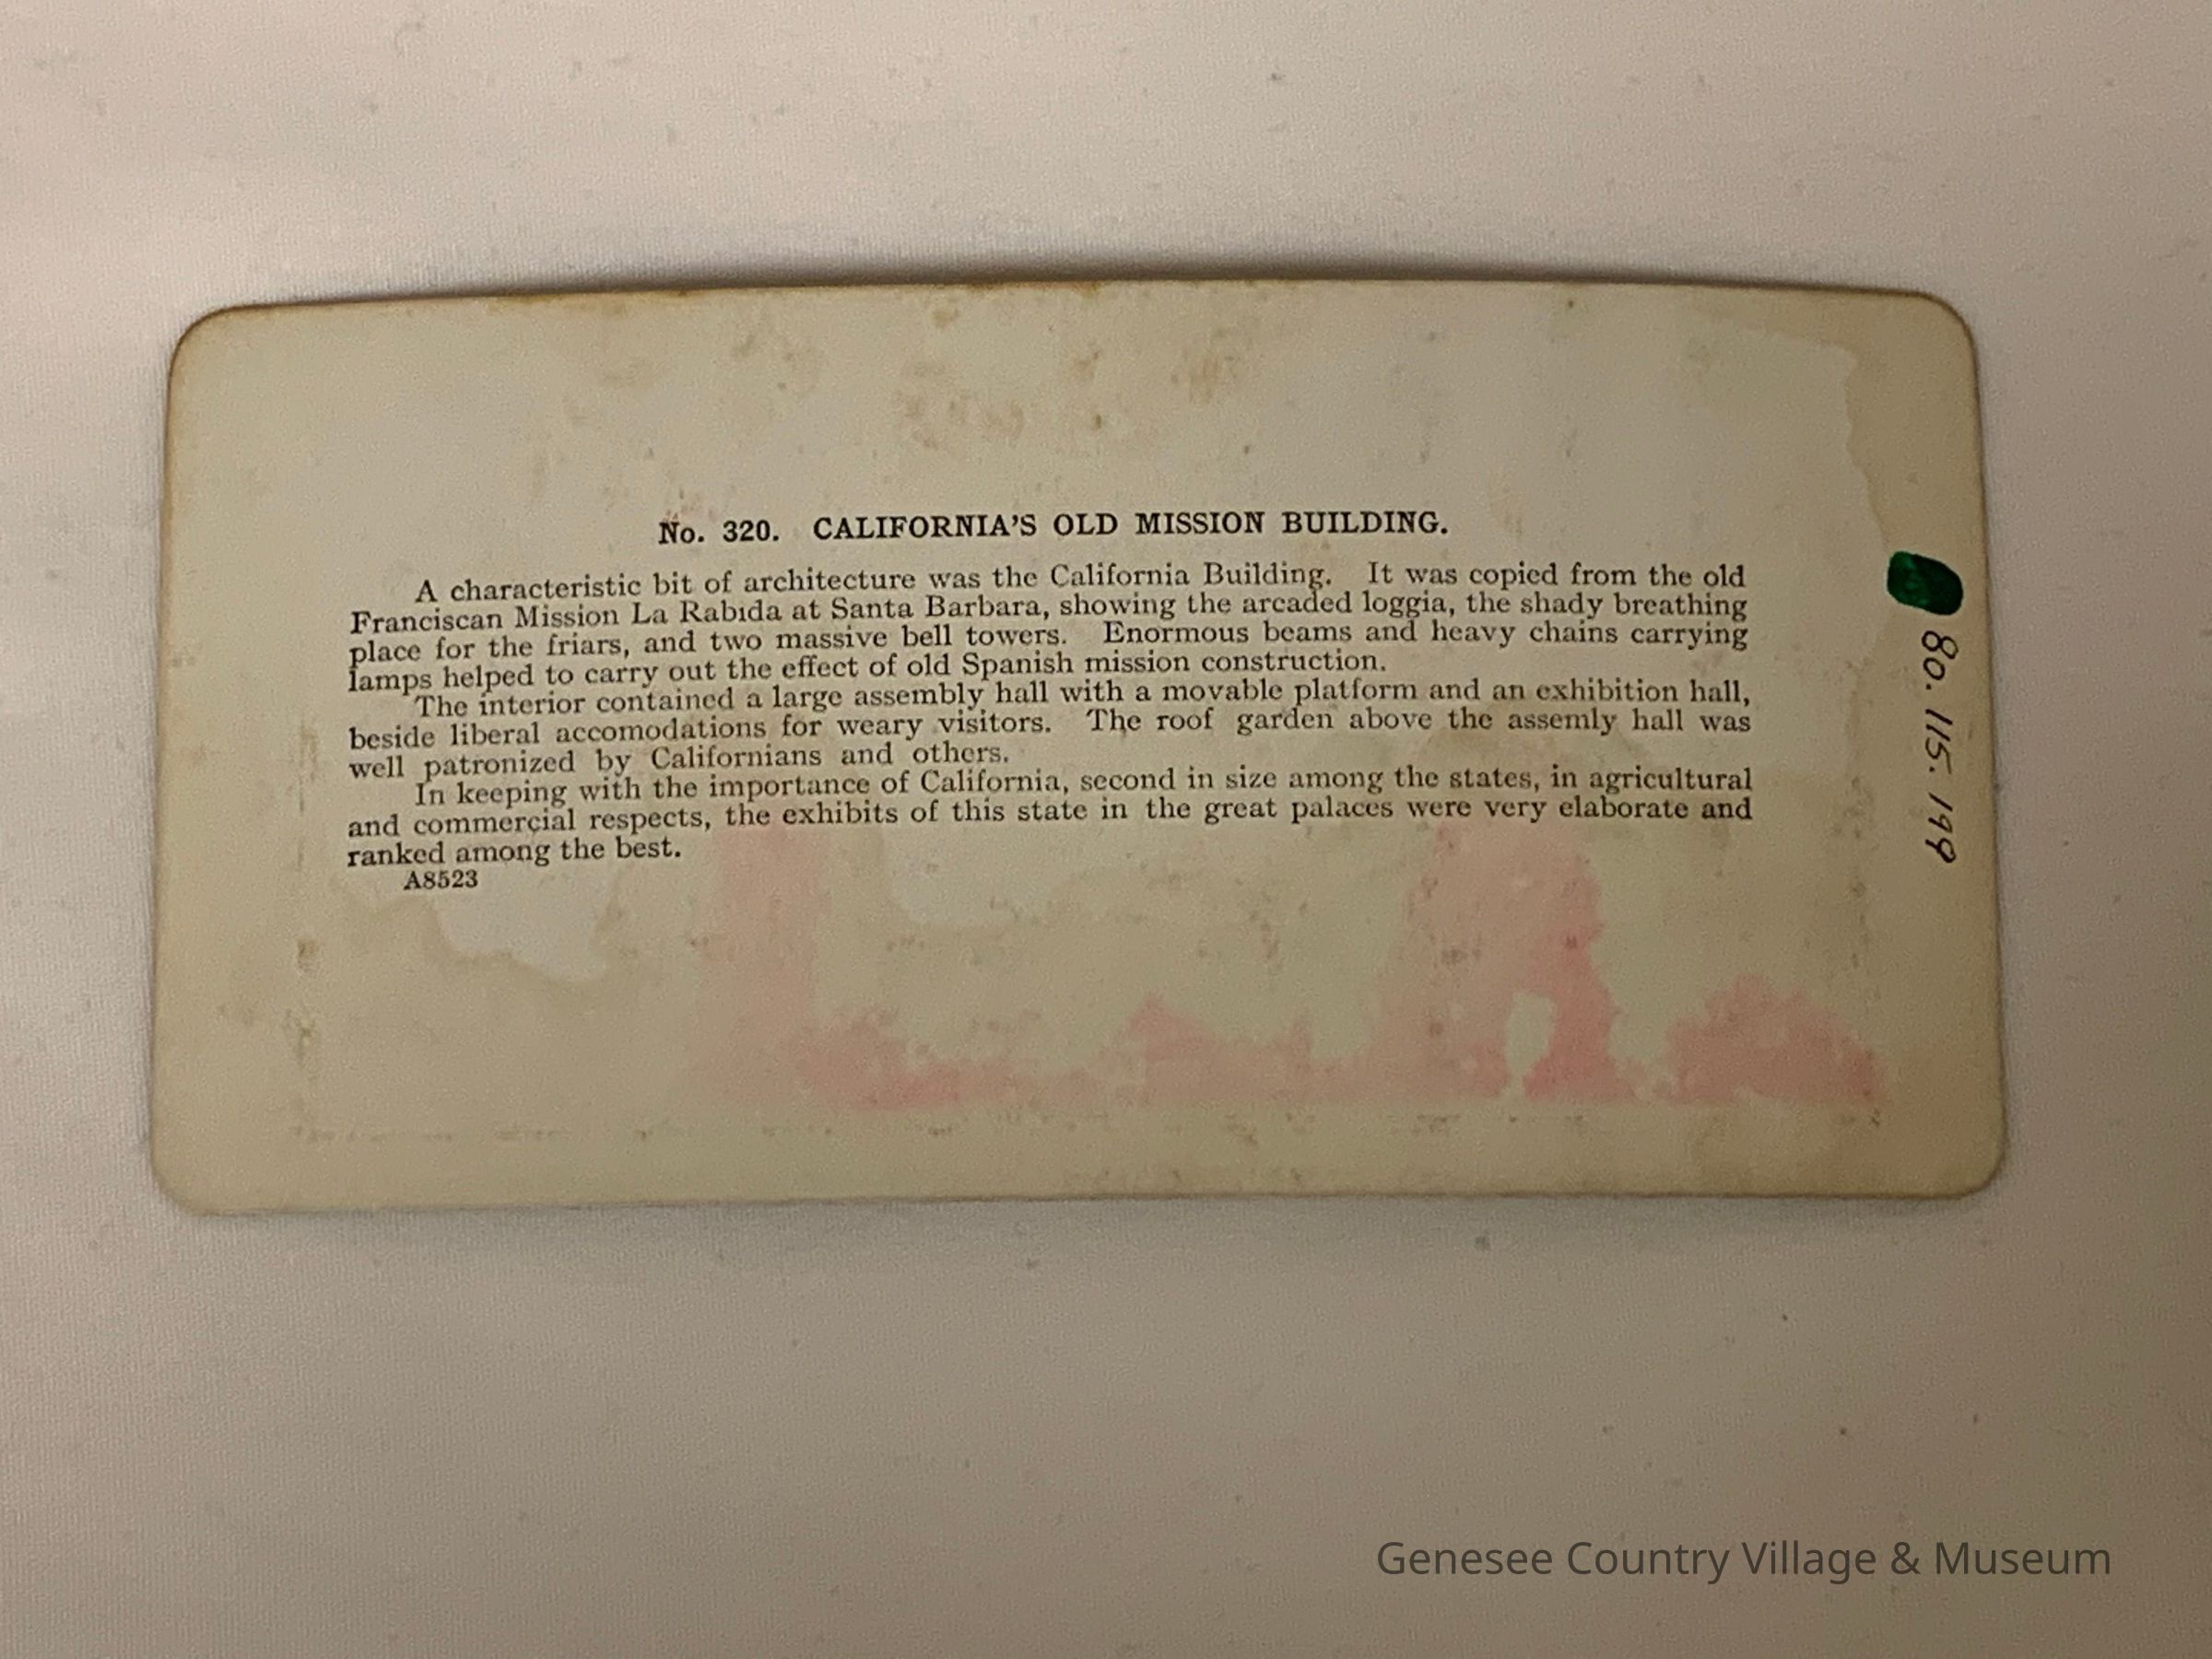 No. 320. CALIFORNIA'S OLD MISSION BUILDING.
A characteristic bit of architecture was the California Building. It was copied from the old
Franciscan Mission La Rabida at Santa Barbara, showing the arcaded loggia, the shady breathing
place for the friars, and two massive bell towers. Enormous beams and heavy chains carrying
lamps helped to carry out the effect of old Spanish mission construction.
The interior contained a large assembly hall with a movable platform and an exhibition hall,
beside liberal accomodations for weary visitors. The roof garden above the assemly hall was
well patronized by Californians and others.
In keeping with the importance of California, second in size among the states, in agricultural
and commercial respects, the exhibits of this state in the great palaces were very elaborate and
ranked among the best.
A8523
80.115.199
Genesee Country Village & Museum